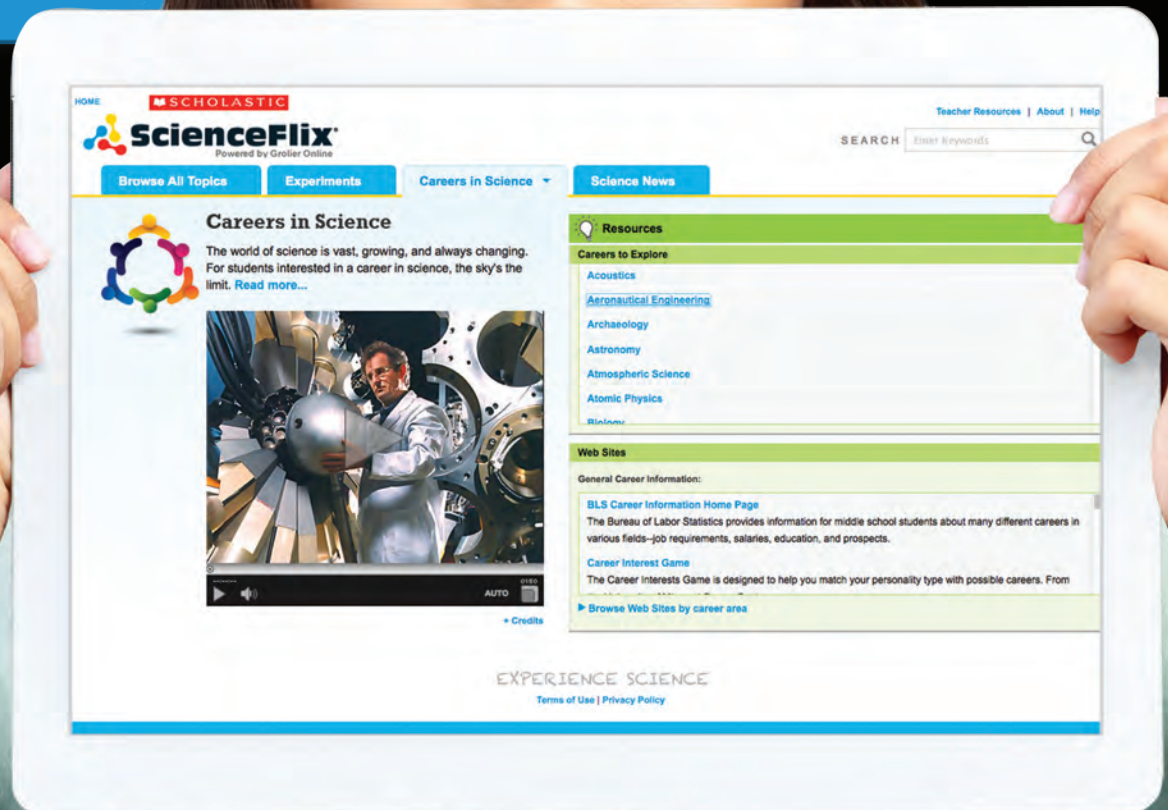 HOME
SCHOLASTIC
Teacher Resources | About | Help
ScienceFlix
Powered by Grolier Online
SEARCH Enter Keywords
Browse All Topics Experiments Careers in Science Science News
Careers in Science
The world of science is vast, growing, and always changing.
For students interested in a career in science, the sky's the
limit. Read more...
AUTO
01/50
+ Credits
Resources
Careers to Explore
Acoustics
Aeronautical Engineering
Archaeology
Astronomy
Atmospheric Science
Atomic Physics
Biology
Web Sites
General Career Information:
BLS Career Information Home Page
The Bureau of Labor Statistics provides information for middle school students about many different careers in
various fields--job requirements, salaries, education, and prospects.
Career Interest Game
The Career Interests Game is designed to help you match your personality type with possible careers. From
Browse Web Sites by career area
EXPERIENCE SCIENCE
Terms of Use | Privacy Policy